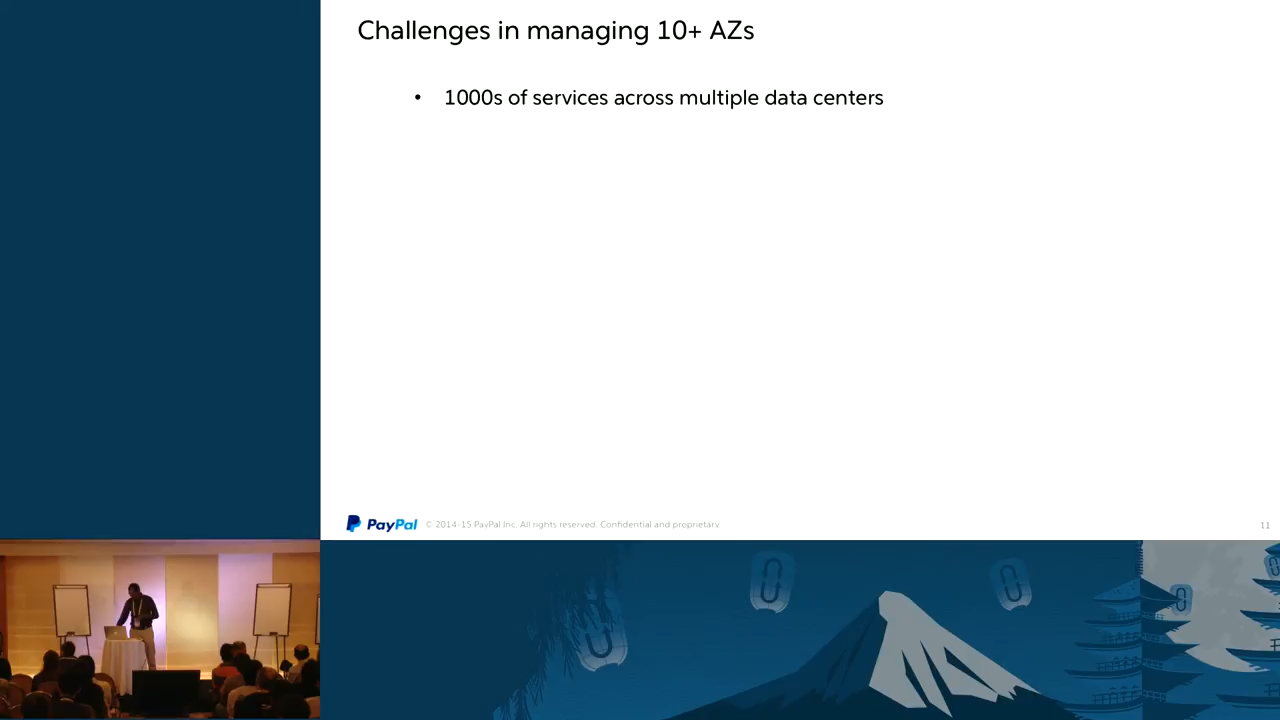 Challenges in managing 10+ AZs
• 1000s of services across multiple data centers
PayPal © 2014-15 PayPal Inc. All rights reserved. Confidential and proprietary.
11